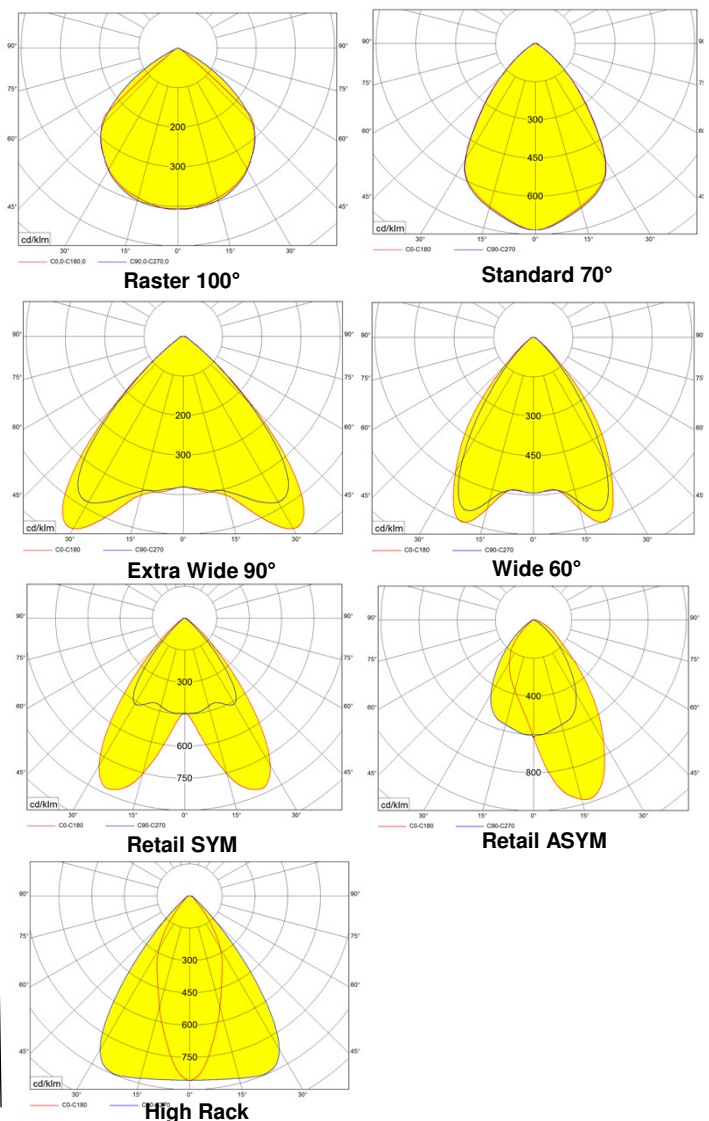 90° 90°
75° 75°
60° 200 60°
300
45° 45°
cd/klm
30° 15° 0° 15° 30°
C0,0-C180,0 C90,0-C270,0
Raster 100°
90° 90°
75° 75°
300
60° 450 60°
600
45° 45°
cd/klm
30° 15° 0° 15° 30°
C0-C180 C90-C270
Standard 70°
90° 90°
75° 75°
200
60° 60°
300
45° 45°
cd/klm
30° 15° 0° 15° 30°
C0-C180 C90-C270
Extra Wide 90°
90° 90°
75° 75°
300
60° 60°
450
45° 45°
cd/klm
30° 15° 0° 15° 30°
C0-C180 C90-C270
Wide 60°
90° 90°
75° 75°
300
60° 60°
600
45° 750 45°
cd/klm
30° 15° 0° 15° 30°
C0-C180 C90-C270
Retail SYM
90° 90°
75° 75°
400
60° 60°
800
45° 45°
cd/klm
30° 15° 0° 15° 30°
C0-C180 C90-C270
Retail ASYM
90° 90°
75° 75°
300
450
60° 60°
600
45° 750 45°
cd/klm
30° 15° 0° 15° 30°
C0-C180
High Rack